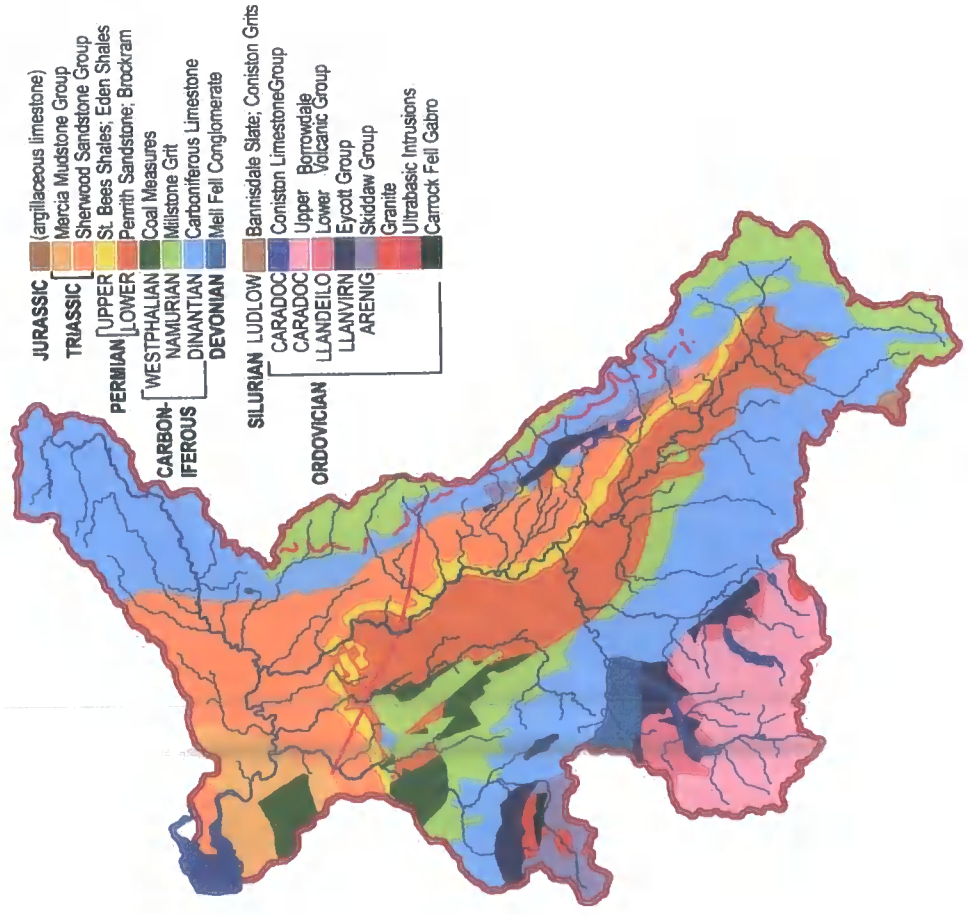 JURASSIC (argillaceous limestone)
TRIASSIC Mercia Mudstone Group
Sherwood Sandstone Group
PERMIAN UPPER St. Bees Shales; Eden Shales
LOWER Penrith Sandstone; Brockram
CARBON-IFEROUS WESTPHALIAN Coal Measures
NAMURIAN Millstone Grit
DINANTIAN Carboniferous Limestone
DEVONIAN Mell Fell Conglomerate
SILURIAN LUDLOW Bannisdale Slate; Coniston Grits
ORDOVICIAN CARADOC Coniston LimestoneGroup
CARADOC Upper Borrowdale
LLANDEILO Lower Volcanic Group
LLANVIRN Eycott Group
ARENIG Skiddaw Group
Granite
Ultrabasic Intrusions
Carrock Fell Gabro